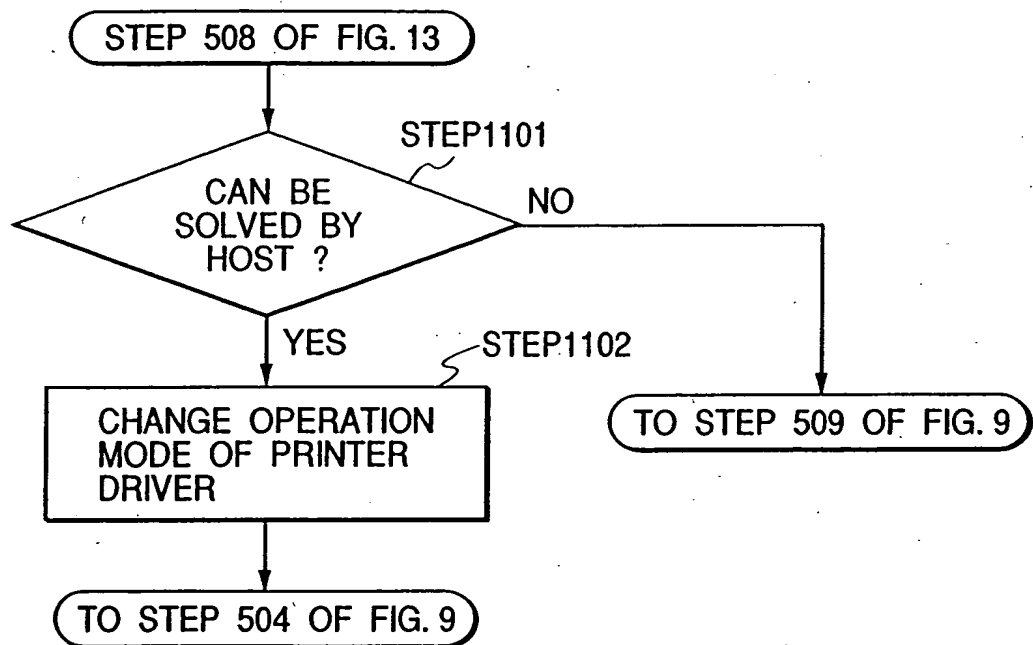 STEP 508 OF FIG. 13
STEP1101
CAN BE
SOLVED BY
HOST ?
NO
YES
STEP1102
CHANGE OPERATION
MODE OF PRINTER
DRIVER
TO STEP 509 OF FIG. 9
TO STEP 504 OF FIG. 9